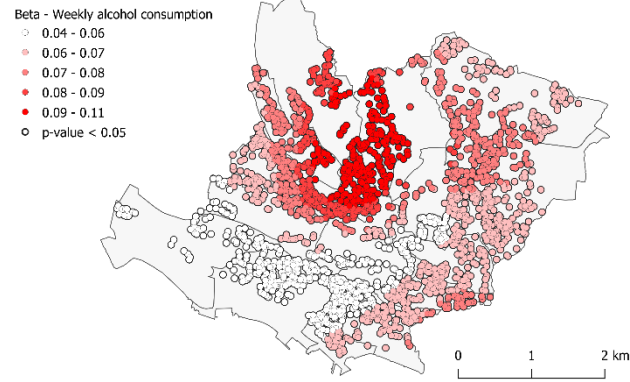 Beta - Weekly alcohol consumption
0.04 - 0.06
0.06 - 0.07
0.07 - 0.08
0.08 - 0.09
0.09 - 0.11
p-value < 0.05
0 1 2 km